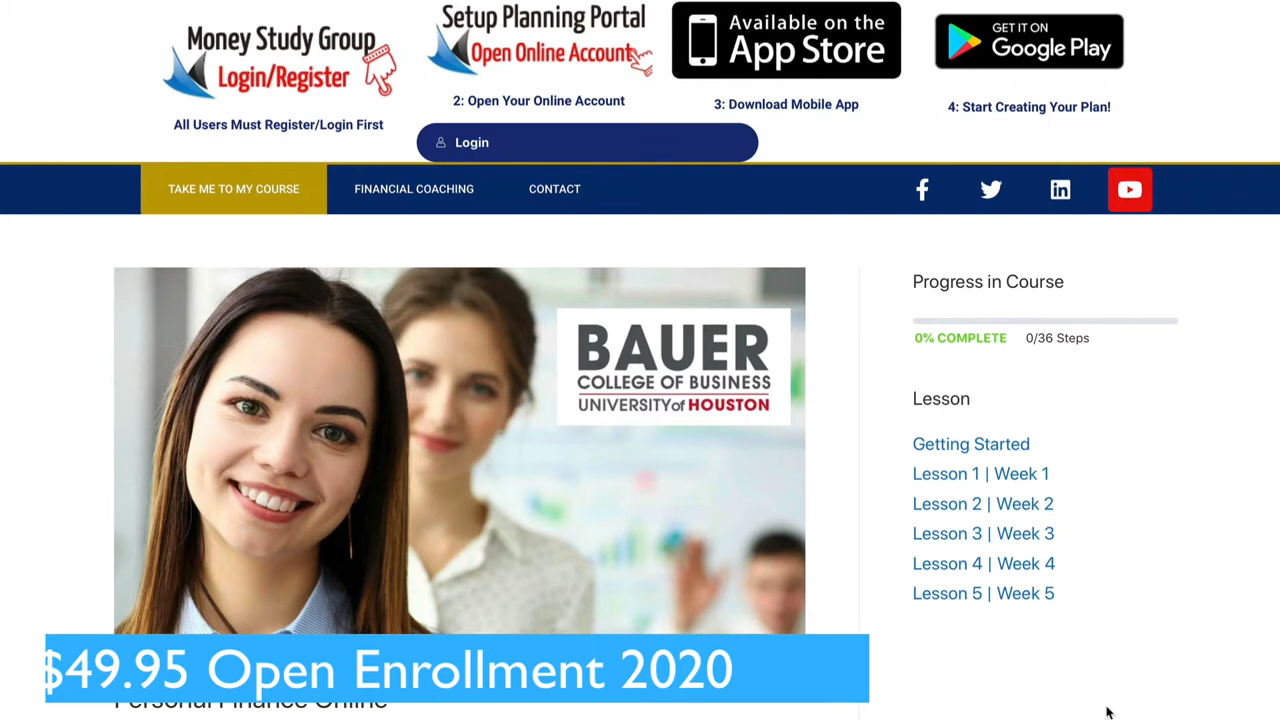 Money Study Group
Login/Register
All Users Must Register/Login First
Setup Planning Portal
Open Online Account
2: Open Your Online Account
Available on the
App Store
3: Download Mobile App
GET IT ON
Google Play
4: Start Creating Your Plan!
Login
TAKE ME TO MY COURSE
FINANCIAL COACHING
CONTACT
BAUER
COLLEGE OF BUSINESS
UNIVERSITY of HOUSTON
Progress in Course
0% COMPLETE 0/36 Steps
Lesson
Getting Started
Lesson 1 | Week 1
Lesson 2 | Week 2
Lesson 3 | Week 3
Lesson 4 | Week 4
Lesson 5 | Week 5
$49.95 Open Enrollment 2020
Personal Finance Online